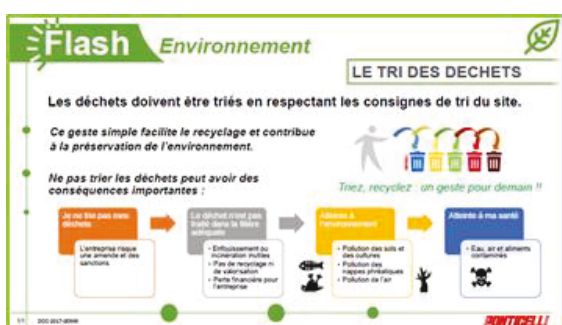 Flash Environnement
LE TRI DES DECHETS
Les déchets doivent être triés en respectant les consignes de tri du site.
Ce geste simple facilite le recyclage et contribue
à la préservation de l'environnement.
Ne pas trier les déchets peut avoir des
conséquences importantes :
Triez, recyclez : un geste pour demain !!
Je ne trie pas mes
déchets
L'entreprise risque
une amende et des
sanctions
Le déchet n'est pas
traité dans la filière
adéquate
- Enfouissement ou
incinération inutiles
- Pas de recyclage ni
de valorisation
- Perte financière pour
l'entreprise
Atteinte à
l'environnement
- Pollution des sols et
des cultures
- Pollution des
nappes phréatiques
- Pollution de l'air
Atteinte à ma santé
- Eau, air et aliments
contaminés
1/1
PONTICELLI